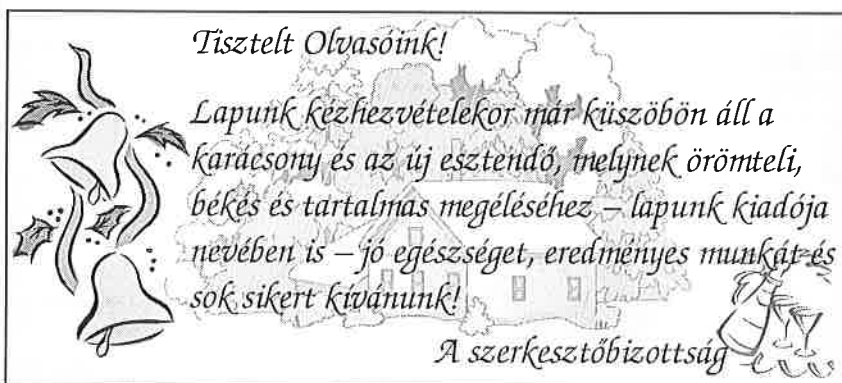 Tisztelt Olvasóink!
Lapunk kézhezvételekor már küszöbön áll a
karácsony és az új esztendő, melynek örömteli,
békés és tartalmas megéléséhez – lapunk kiadója
nevében is – jó egészséget, eredményes munkát és
sok sikert kívánunk!
A szerkesztőbizottság